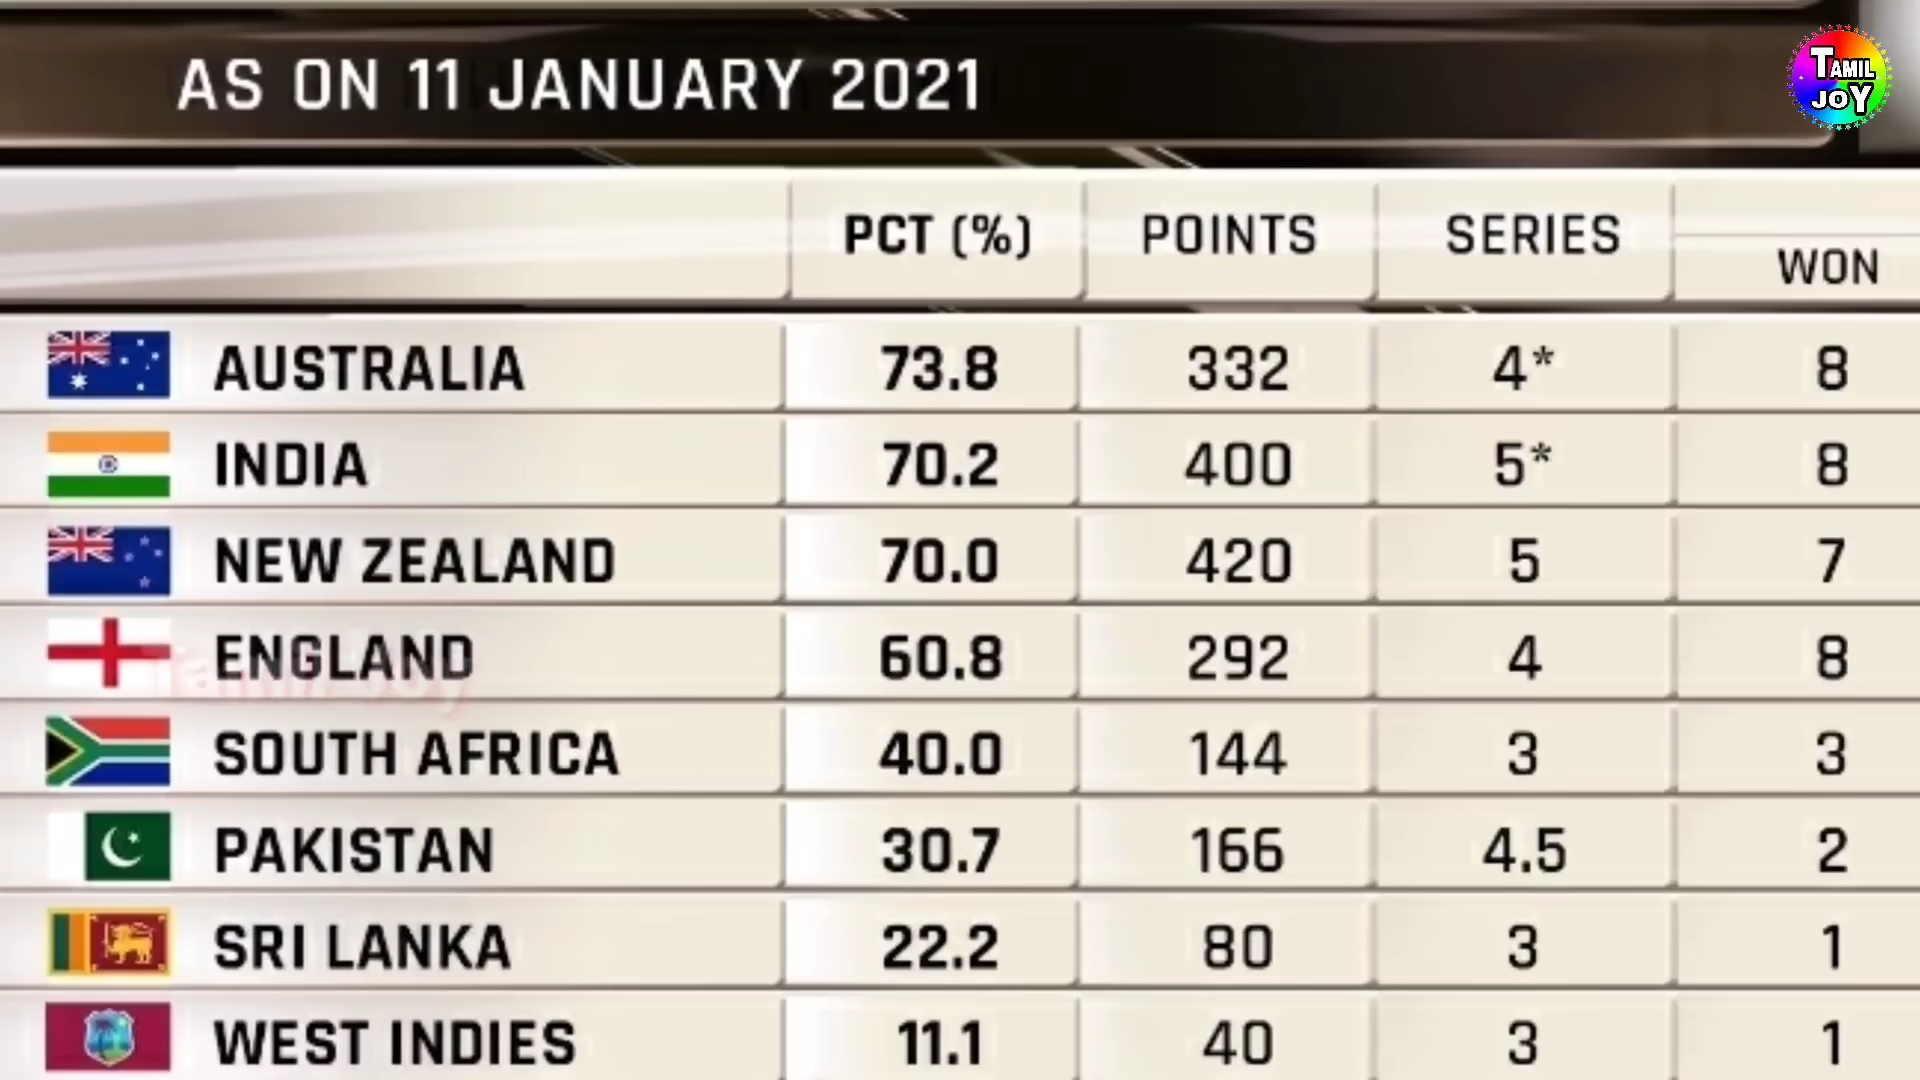 AS ON 11 JANUARY 2021
TAMIL
JOY
PCT (%) POINTS SERIES WON
AUSTRALIA 73.8 332 4* 8
INDIA 70.2 400 5* 8
NEW ZEALAND 70.0 420 5 7
ENGLAND 60.8 292 4 8
Tamil Joy
SOUTH AFRICA 40.0 144 3 3
PAKISTAN 30.7 166 4.5 2
SRI LANKA 22.2 80 3 1
WEST INDIES 11.1 40 3 1